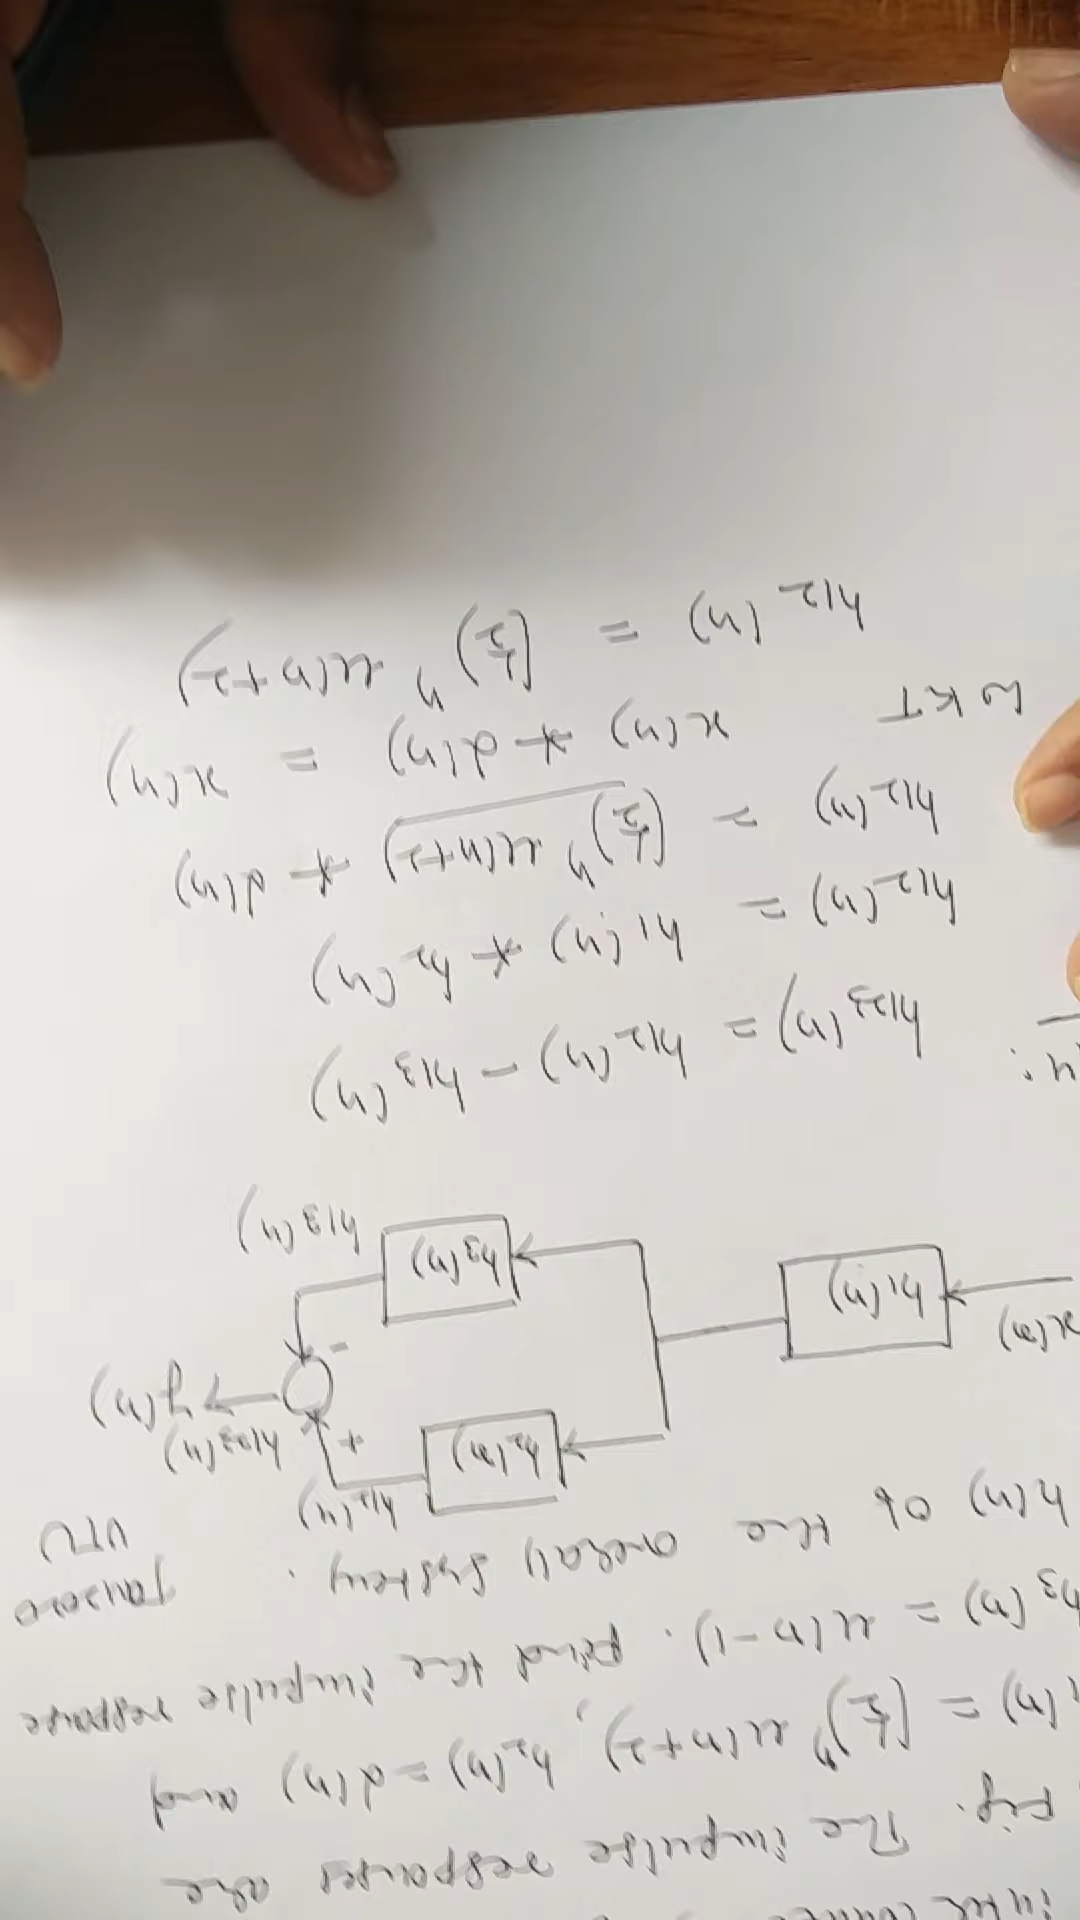 Fig. The impulse responses are
(n) = (1/2)^n u(n+2), h2(n) = d(n) and
h3(n) = u(n-1). Find the impulse response
h(n) of the overall system.
VTU
x(n)
h1(n)
h2(n)
h12(n)
+
h123(n)
y(n)
-
h3(n)
h13(n)
h123(n) = h12(n) - h13(n)
h12(n) = h1(n) * h2(n)
h12(n) = (1/2)^n u(n+2) * d(n)
WKT x(n) * d(n) = x(n)
h12(n) = (1/2)^n u(n+2)